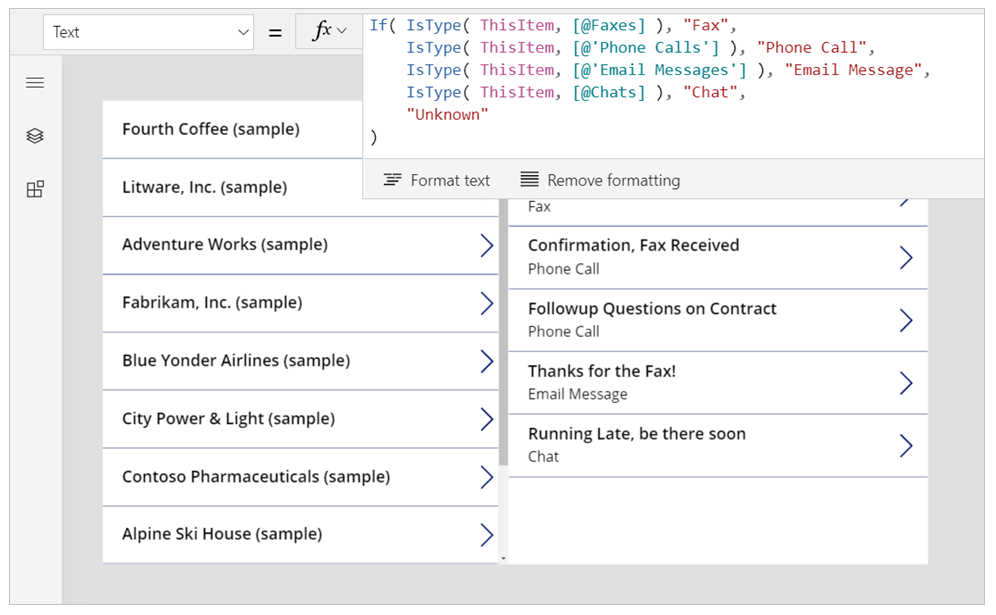 Text = fx
If( IsType( ThisItem, [@Faxes] ), "Fax",
IsType( ThisItem, [@'Phone Calls'] ), "Phone Call",
IsType( ThisItem, [@'Email Messages'] ), "Email Message",
IsType( ThisItem, [@Chats] ), "Chat",
"Unknown"
)
Format text Remove formatting
Fourth Coffee (sample)
Litware, Inc. (sample)
Adventure Works (sample)
Fabrikam, Inc. (sample)
Blue Yonder Airlines (sample)
City Power & Light (sample)
Contoso Pharmaceuticals (sample)
Alpine Ski House (sample)
Fax
Confirmation, Fax Received
Phone Call
Followup Questions on Contract
Phone Call
Thanks for the Fax!
Email Message
Running Late, be there soon
Chat